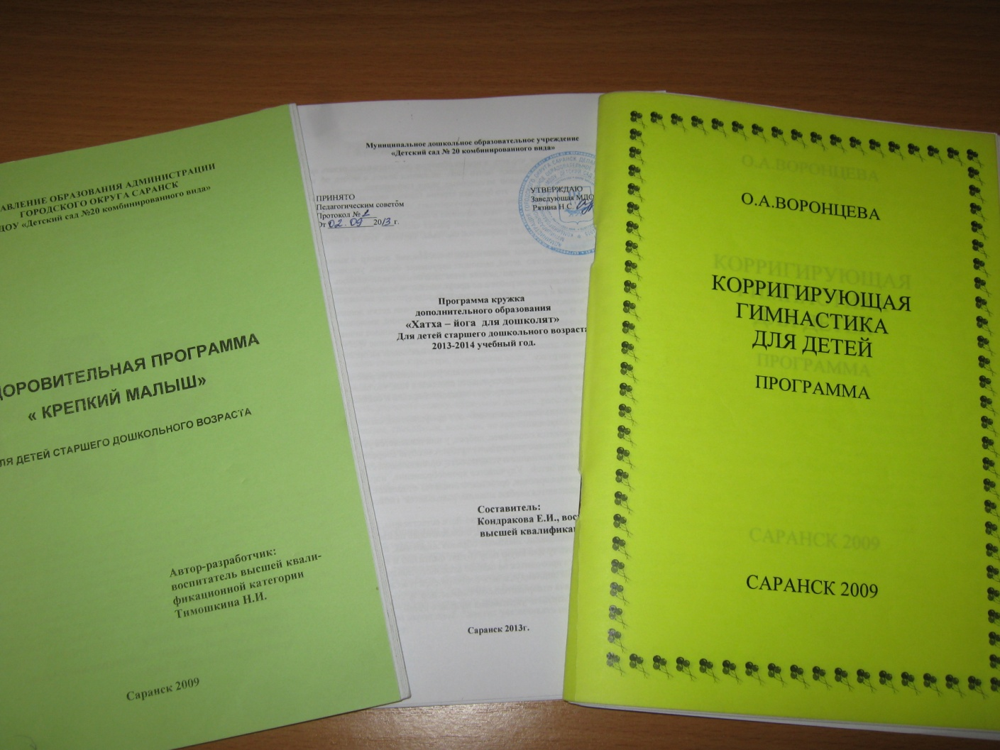 АВЛЕНИЕ ОБРАЗОВАНИЯ АДМИНИСТРАЦИИ
ГОРОДСКОГО ОКРУГА САРАНСК
ДОУ «Детский сад №20 комбинированного вида»
ДОРОВИТЕЛЬНАЯ ПРОГРАММА
« КРЕПКИЙ МАЛЫШ»
ЛЯ ДЕТЕЙ СТАРШЕГО ДОШКОЛЬНОГО ВОЗРАСТА
Автор-разработчик:
воспитатель высшей квали-
фикационной категории
Тимошкина Н.И.
Саранск 2009
Муниципальное дошкольное образовательное учреждение
«Детский сад № 20 комбинированного вида»
ПРИНЯТО
Педагогическим советом
Протокол № 1
От 02.09 2013 г.
УТВЕРЖДАЮ
Заведующая МДО
Рязина Н.С.
Программа кружка
дополнительного образования
«Хатха – йога для дошколят»
Для детей старшего дошкольного возраста
2013-2014 учебный год.
Составитель:
Кондракова Е.И., вос
высшей квалифика
Саранск 2013г.
О.А.ВОРОНЦЕВА
КОРРИГИРУЮЩАЯ
ГИМНАСТИКА
ДЛЯ ДЕТЕЙ
ПРОГРАММА
САРАНСК 2009